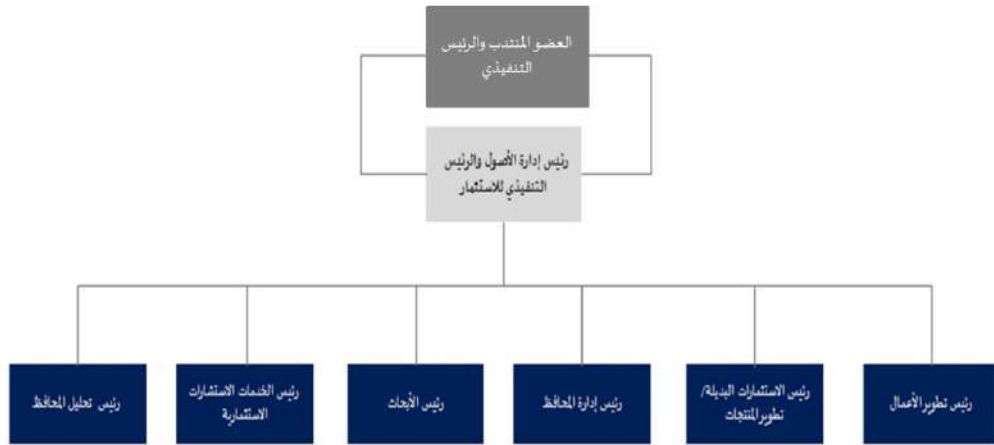 العضو المنتدب والرئيس
التنفيذي
رئيس إدارة الأصول والرئيس
التنفيذي للاستثمار
رئيس تطوير الأعمال
رئيس الاستثمارات البديلة/
تطوير المنتجات
رئيس إدارة المحافظ
رئيس الأبحاث
رئيس الخدمات الاستشارات
الاستثمارية
رئيس تحليل المحافظ